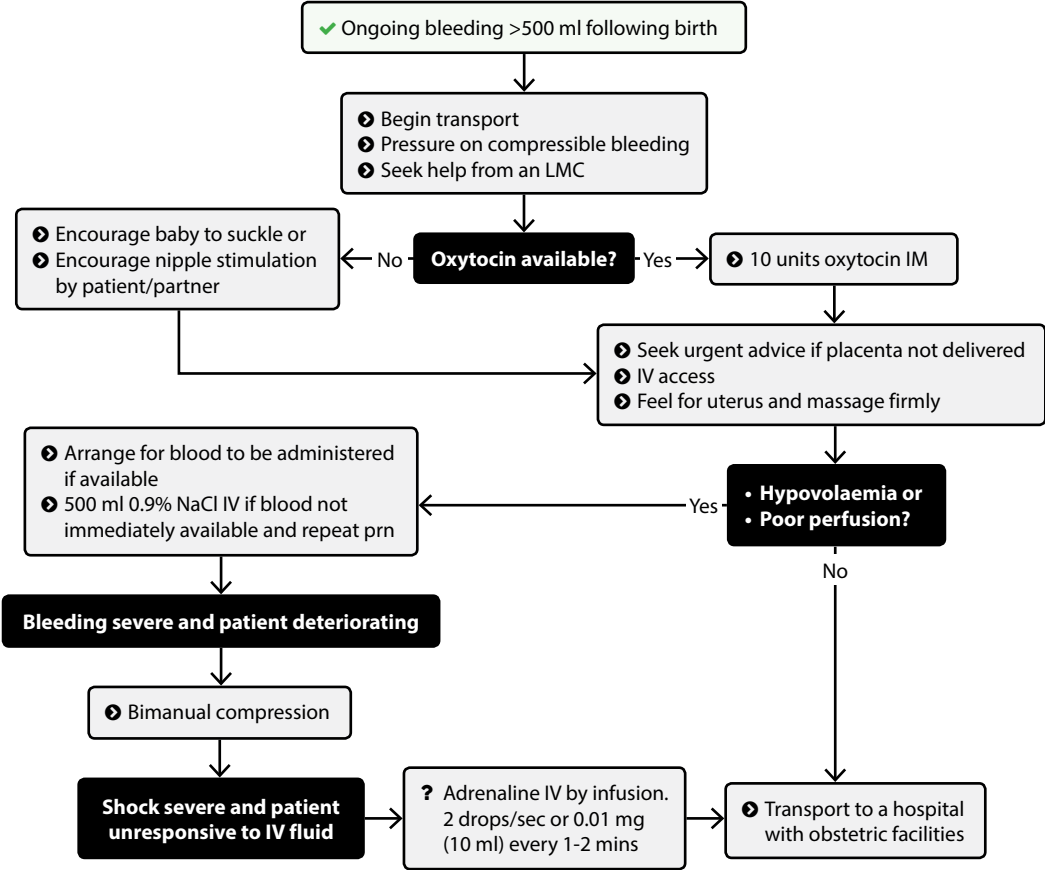 Ongoing bleeding >500 ml following birth
Begin transport
Pressure on compressible bleeding
Seek help from an LMC
Encourage baby to suckle or
Encourage nipple stimulation
by patient/partner
No
Oxytocin available?
Yes
10 units oxytocin IM
Seek urgent advice if placenta not delivered
IV access
Feel for uterus and massage firmly
Arrange for blood to be administered
if available
500 ml 0.9% NaCl IV if blood not
immediately available and repeat prn
Yes
• Hypovolaemia or
• Poor perfusion?
No
Bleeding severe and patient deteriorating
Bimanual compression
Shock severe and patient
unresponsive to IV fluid
? Adrenaline IV by infusion.
2 drops/sec or 0.01 mg
(10 ml) every 1-2 mins
Transport to a hospital
with obstetric facilities